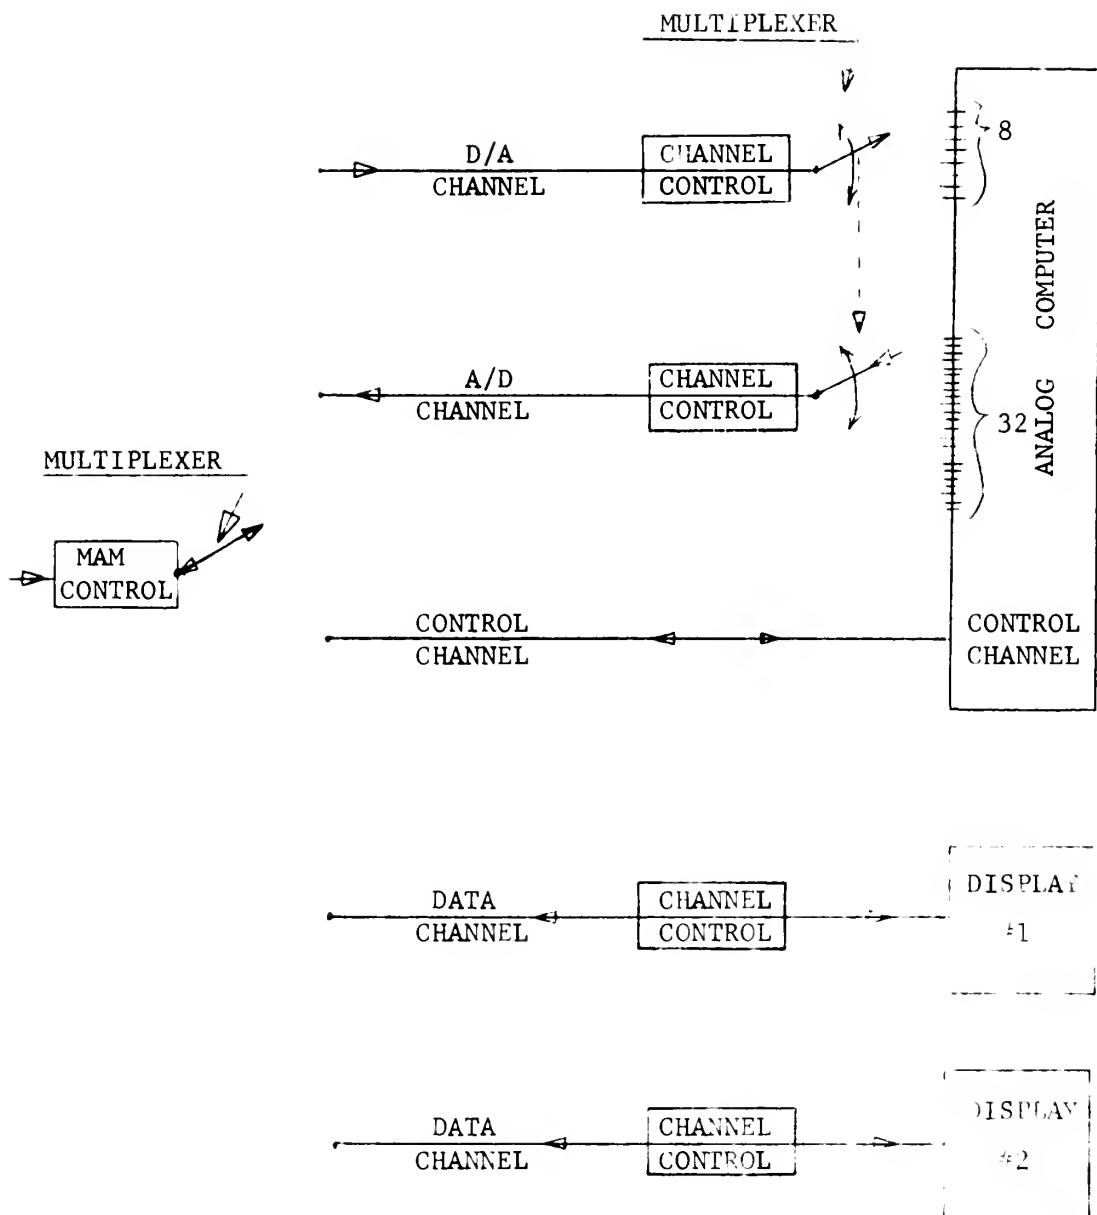 MULTIPLEXER
8
D/A
CHANNEL
CHANNEL
CONTROL
ANALOG COMPUTER
A/D
CHANNEL
CHANNEL
CONTROL
32
MULTIPLEXER
MAM
CONTROL
CONTROL
CHANNEL
CONTROL
CHANNEL
DATA
CHANNEL
CHANNEL
CONTROL
DISPLAY
#1
DATA
CHANNEL
CHANNEL
CONTROL
DISPLAY
#2